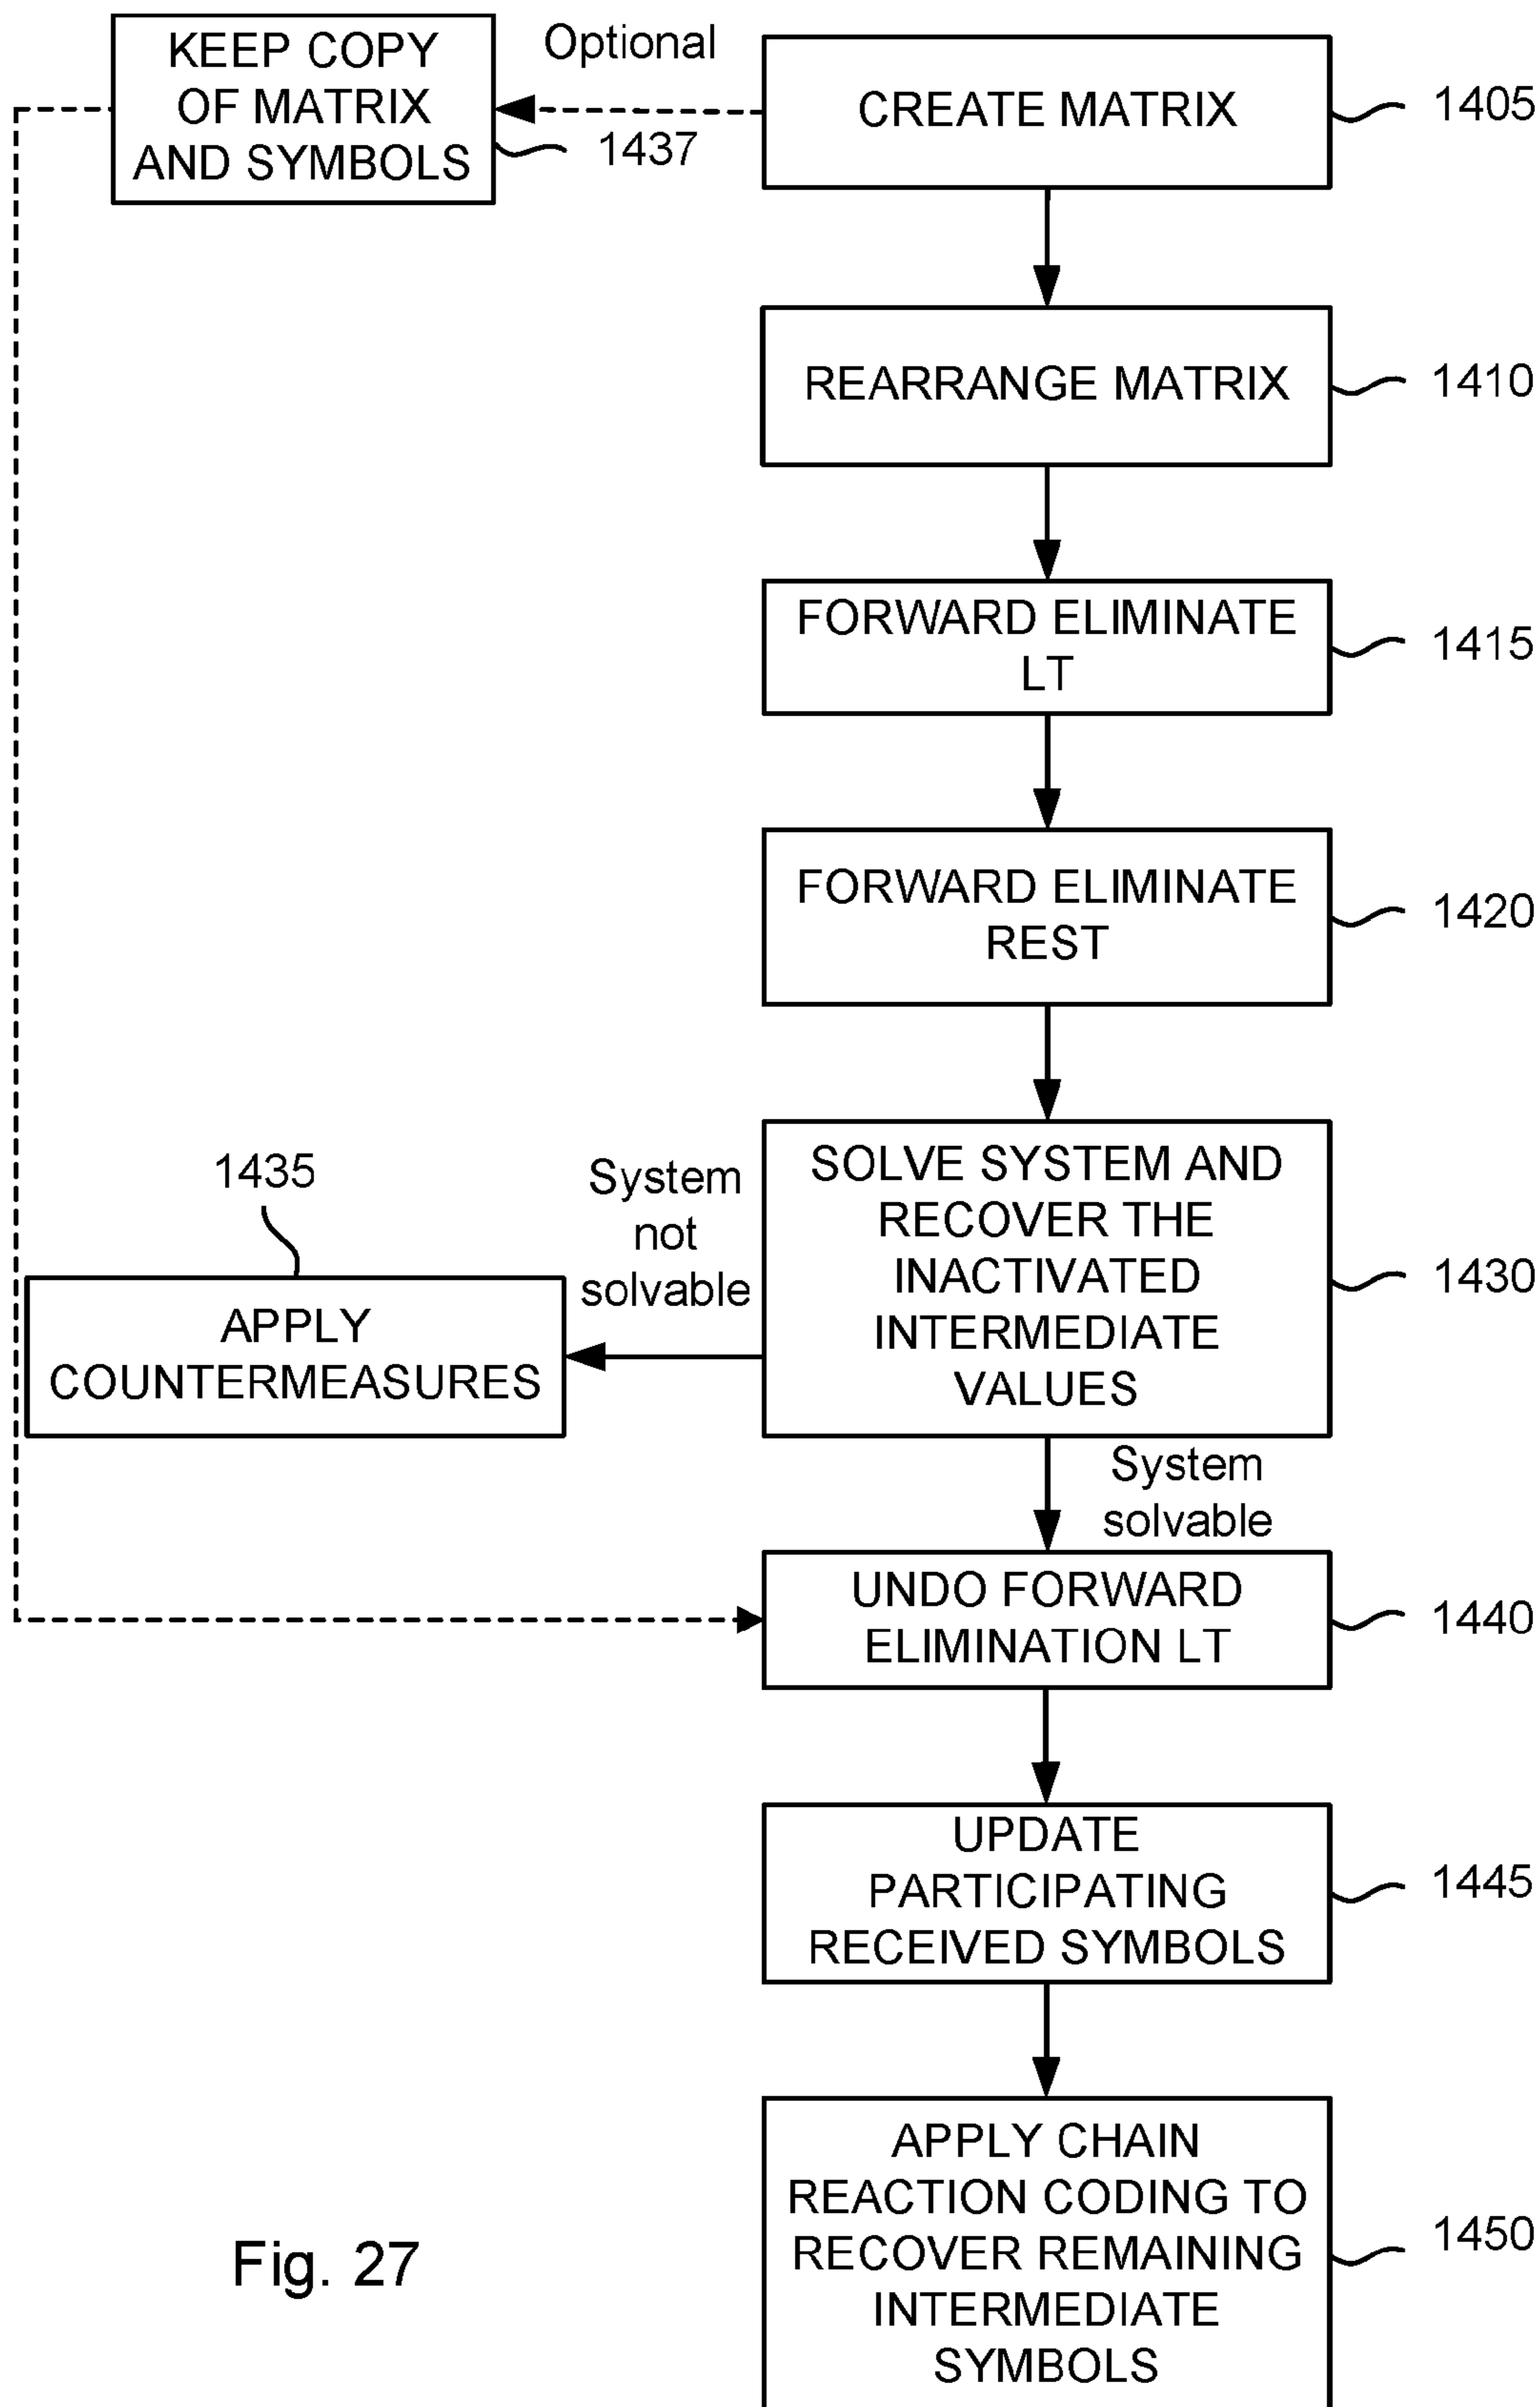 KEEP COPY
OF MATRIX
AND SYMBOLS
Optional
1437
CREATE MATRIX
1405
REARRANGE MATRIX
1410
FORWARD ELIMINATE
LT
1415
FORWARD ELIMINATE
REST
1420
SOLVE SYSTEM AND
RECOVER THE
INACTIVATED
INTERMEDIATE
VALUES
1430
System
not
solvable
1435
APPLY
COUNTERMEASURES
System
solvable
UNDO FORWARD
ELIMINATION LT
1440
UPDATE
PARTICIPATING
RECEIVED SYMBOLS
1445
APPLY CHAIN
REACTION CODING TO
RECOVER REMAINING
INTERMEDIATE
SYMBOLS
1450
Fig. 27